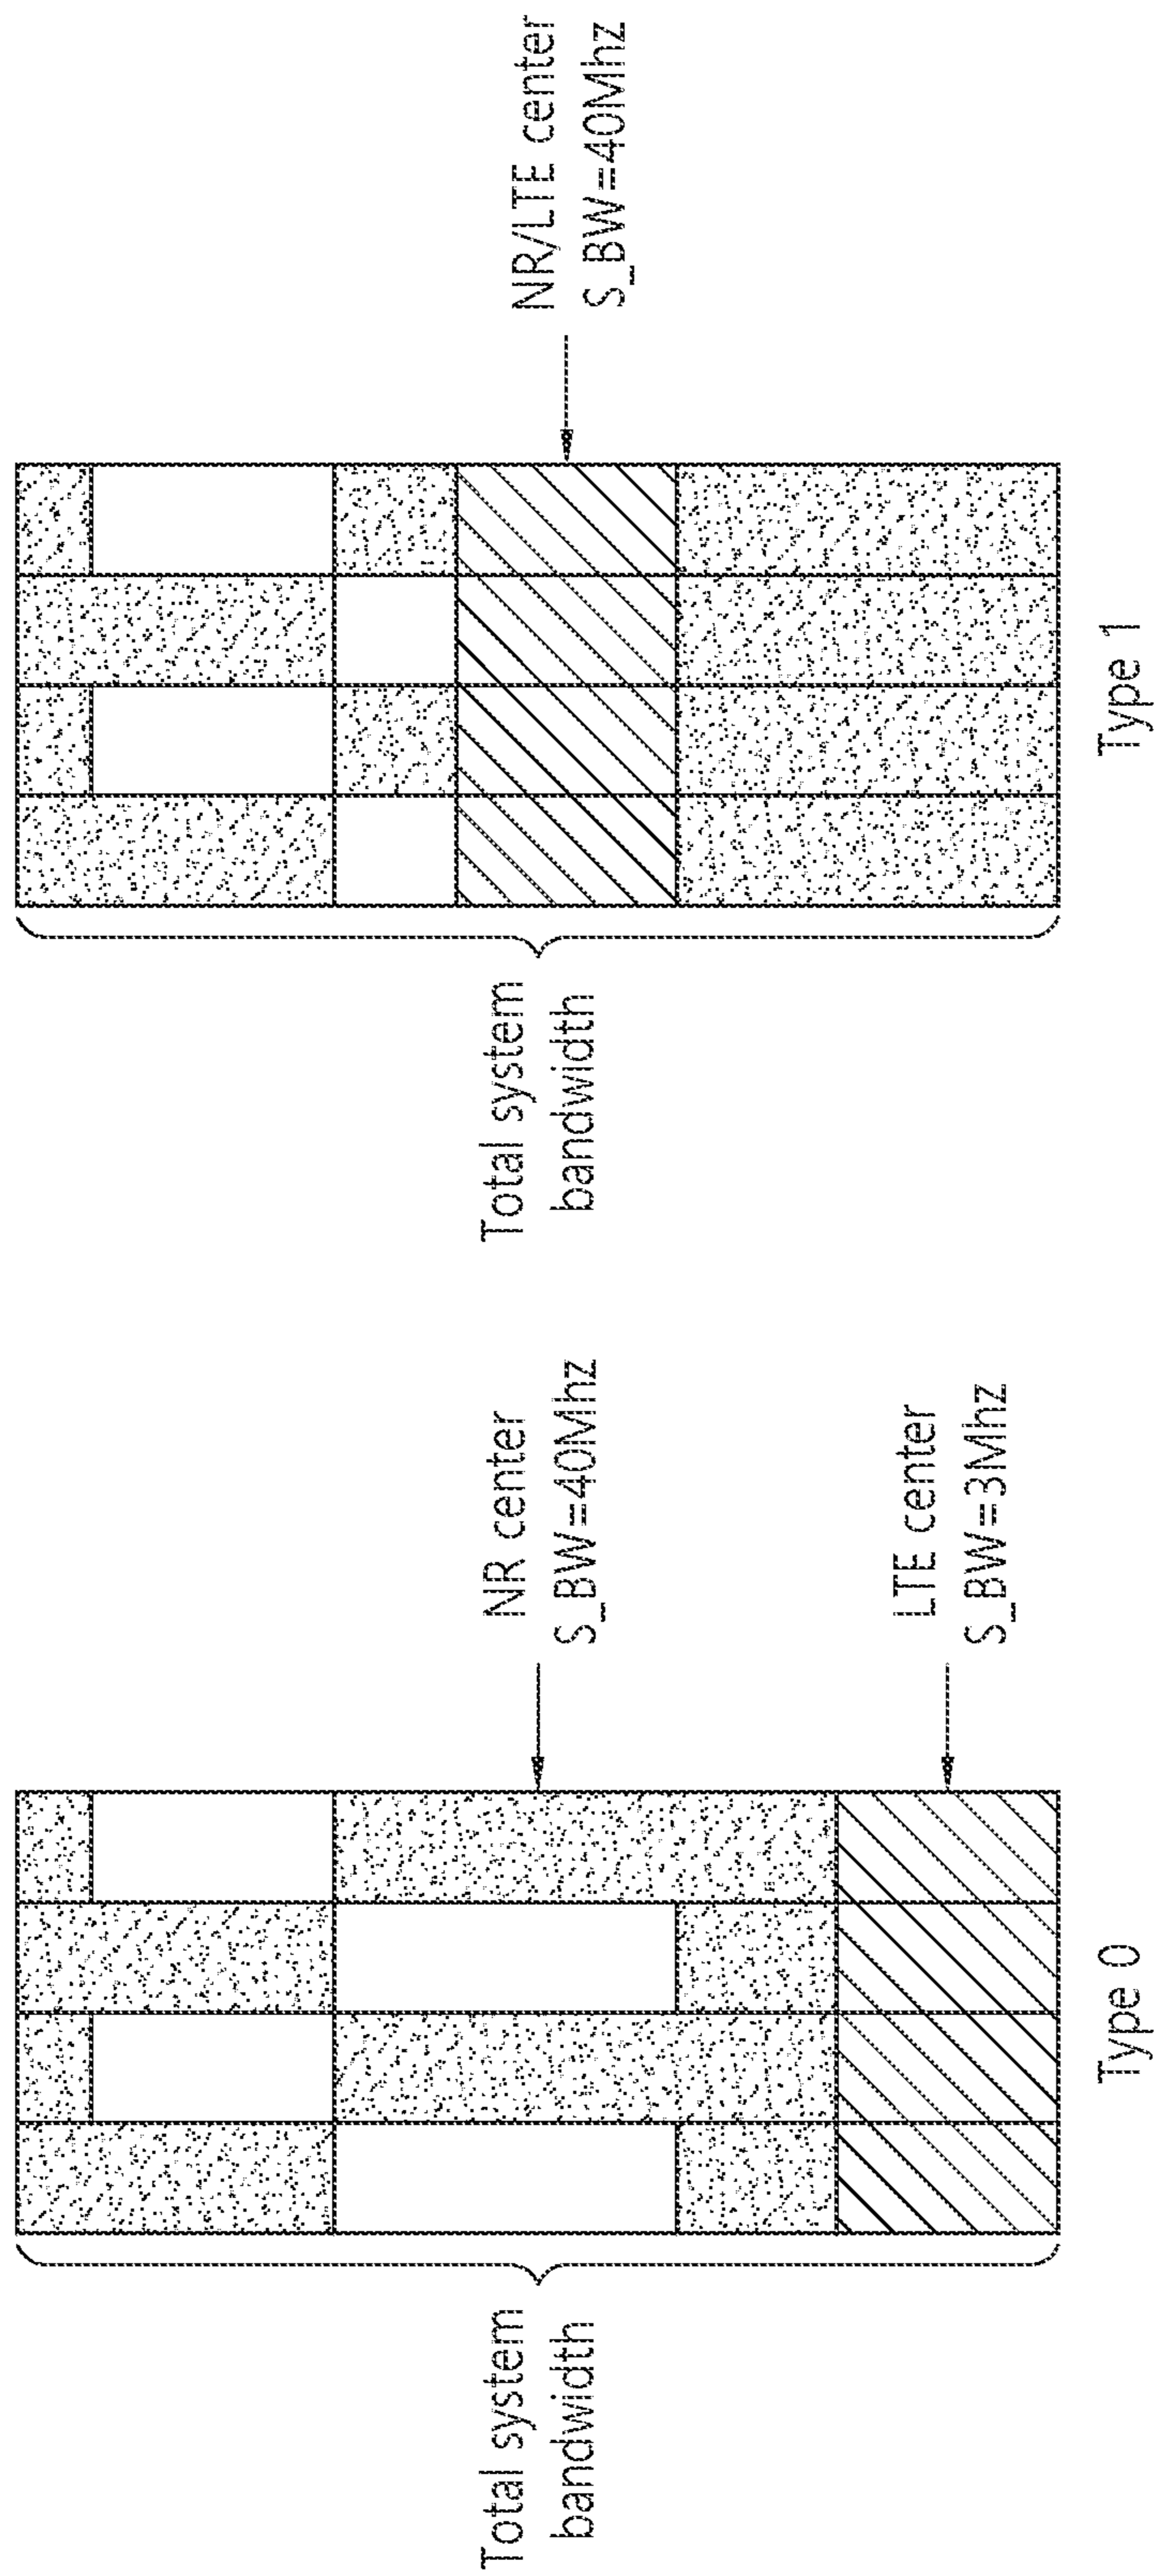 Total system
bandwidth
NR center
S_BW=40Mhz
LTE center
S_BW=3Mhz
Type 0
Total system
bandwidth
NR/LTE center
S_BW=40Mhz
Type 1